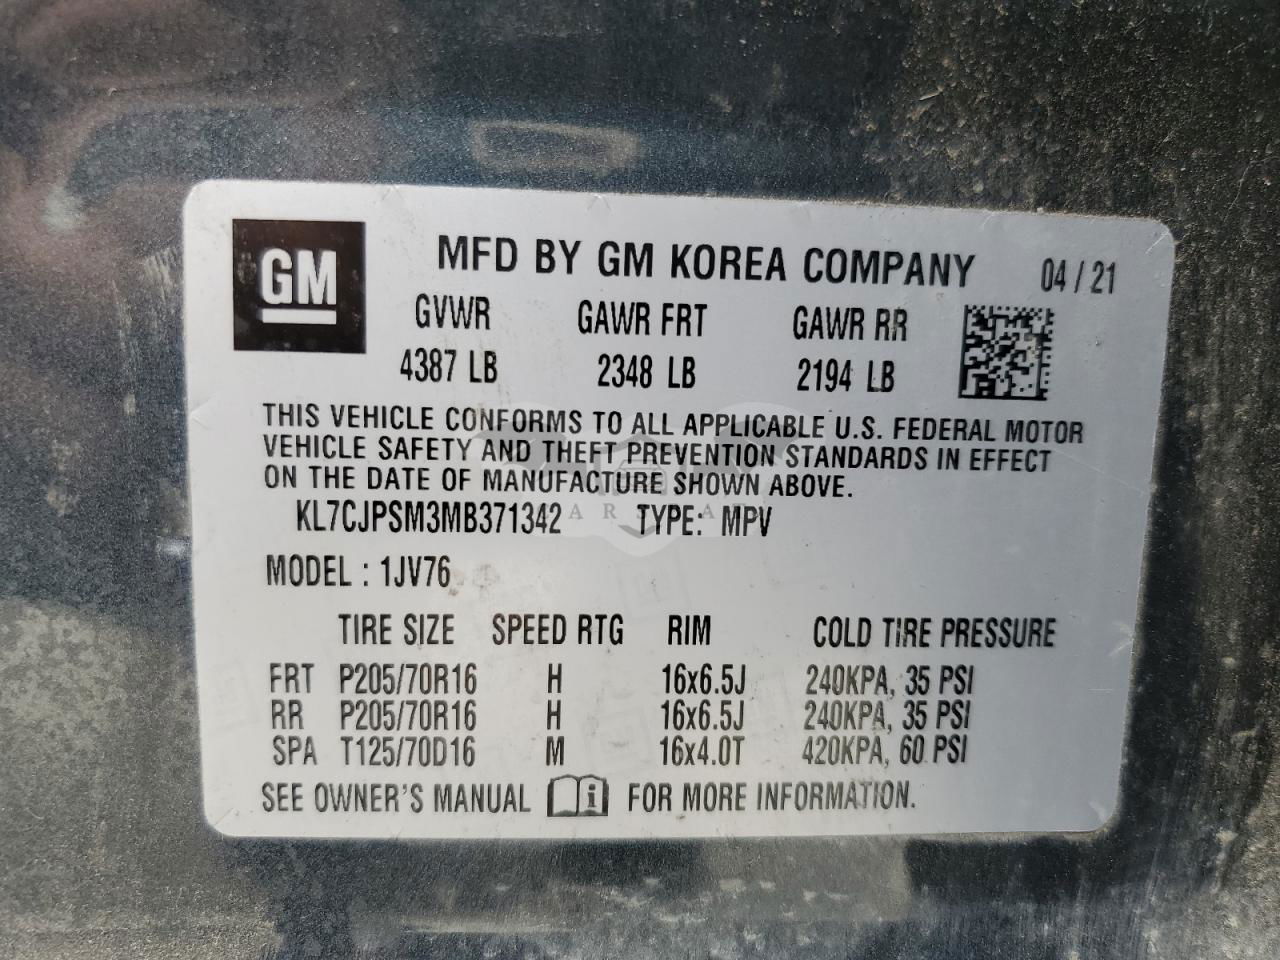 GM
MFD BY GM KOREA COMPANY 04/21
GVWR GAWR FRT GAWR RR
4387 LB 2348 LB 2194 LB
THIS VEHICLE CONFORMS TO ALL APPLICABLE U.S. FEDERAL MOTOR
VEHICLE SAFETY AND THEFT PREVENTION STANDARDS IN EFFECT
ON THE DATE OF MANUFACTURE SHOWN ABOVE.
KL7CJPSM3MB371342 TYPE: MPV
MODEL : 1JV76
TIRE SIZE SPEED RTG RIM COLD TIRE PRESSURE
FRT P205/70R16 H 16x6.5J 240KPA, 35 PSI
RR P205/70R16 H 16x6.5J 240KPA, 35 PSI
SPA T125/70D16 M 16x4.0T 420KPA, 60 PSI
SEE OWNER'S MANUAL i FOR MORE INFORMATION.